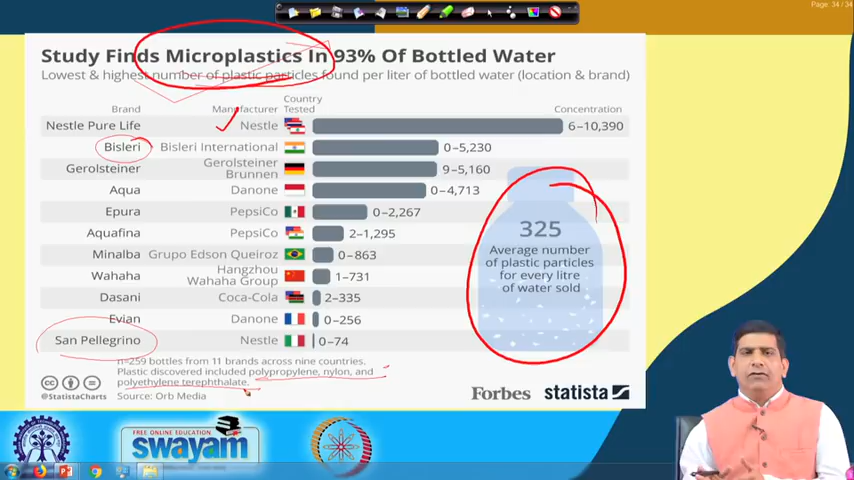 Page: 34 / 34
Study Finds Microplastics In 93% Of Bottled Water
Lowest & highest number of plastic particles found per liter of bottled water (location & brand)
Brand Manufacturer Country Tested Concentration
Nestle Pure Life Nestle 6–10,390
Bisleri Bisleri International 0–5,230
Gerolsteiner Gerolsteiner Brunnen 9–5,160
Aqua Danone 0–4,713
Epura PepsiCo 0–2,267
Aquafina PepsiCo 2–1,295
Minalba Grupo Edson Queiroz 0–863
Wahaha Hangzhou Wahaha Group 1–731
Dasani Coca-Cola 2–335
Evian Danone 0–256
San Pellegrino Nestle 0–74
325
Average number
of plastic particles
for every litre
of water sold
n=259 bottles from 11 brands across nine countries.
Plastic discovered included polypropylene, nylon, and
polyethylene terephthalate.
@StatistaCharts Source: Orb Media
Forbes statista
FREE ONLINE EDUCATION
swayam